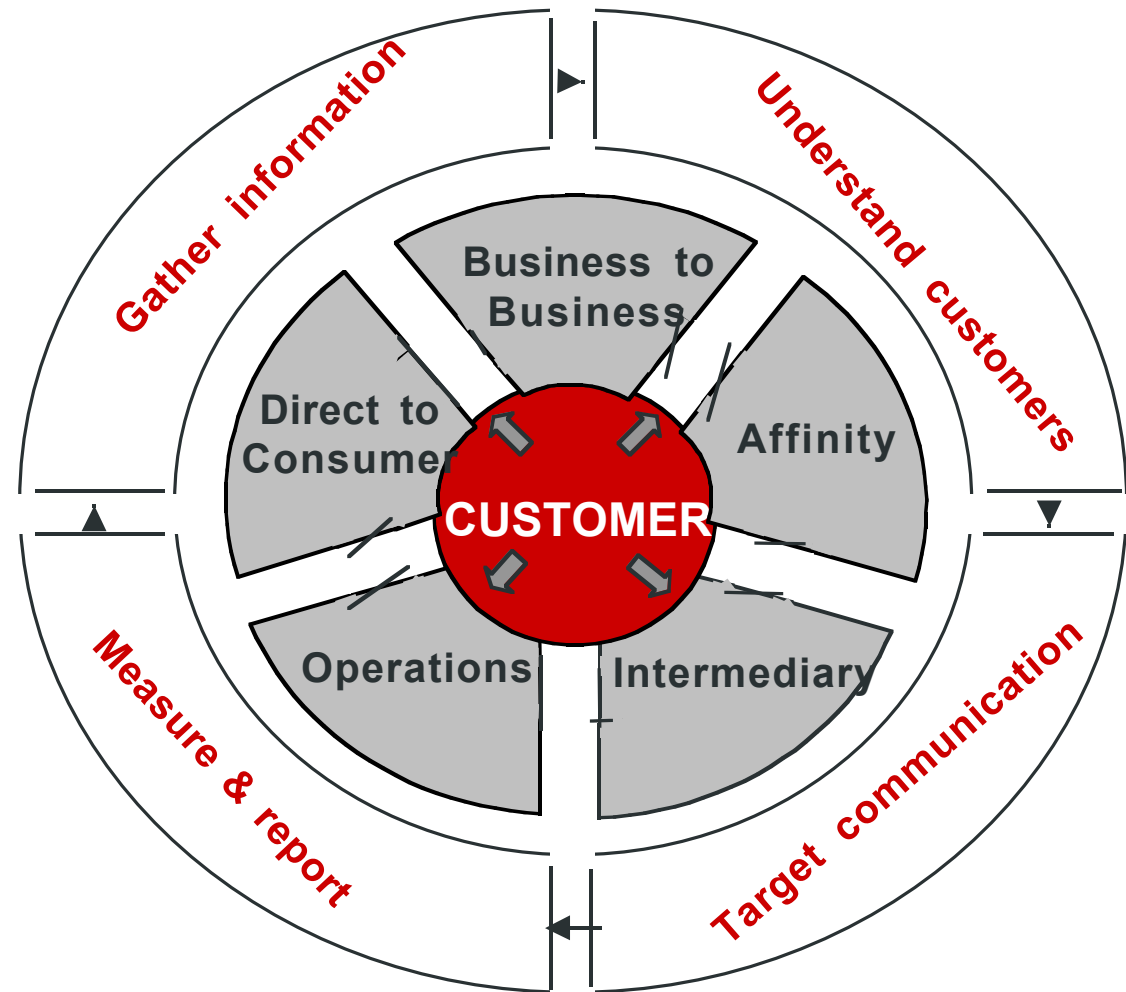 Gather information
Understand customers
Business to
Business
Direct to
Consumer
Affinity
CUSTOMER
Operations
Intermediary
Measure & report
Target communication